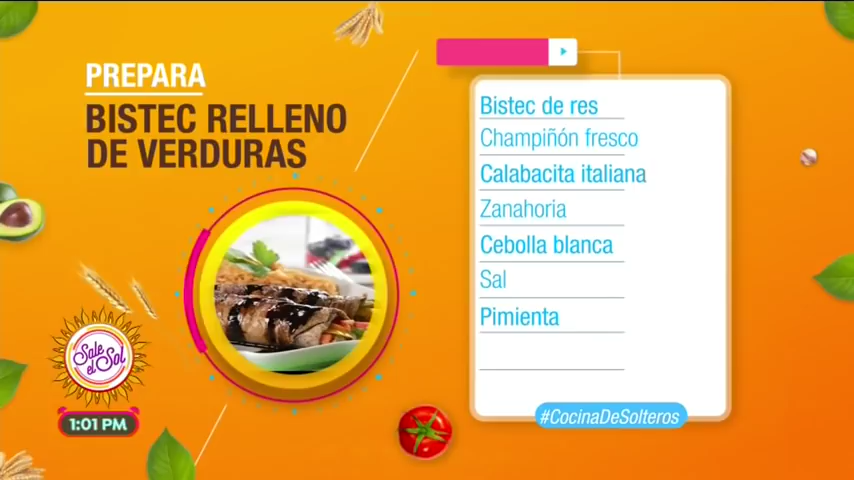 PREPARA
BISTEC RELLENO
DE VERDURAS
Bistec de res
Champiñón fresco
Calabacita italiana
Zanahoria
Cebolla blanca
Sal
Pimienta
#CocinaDeSolteros
Sale
el Sol
1:01 PM